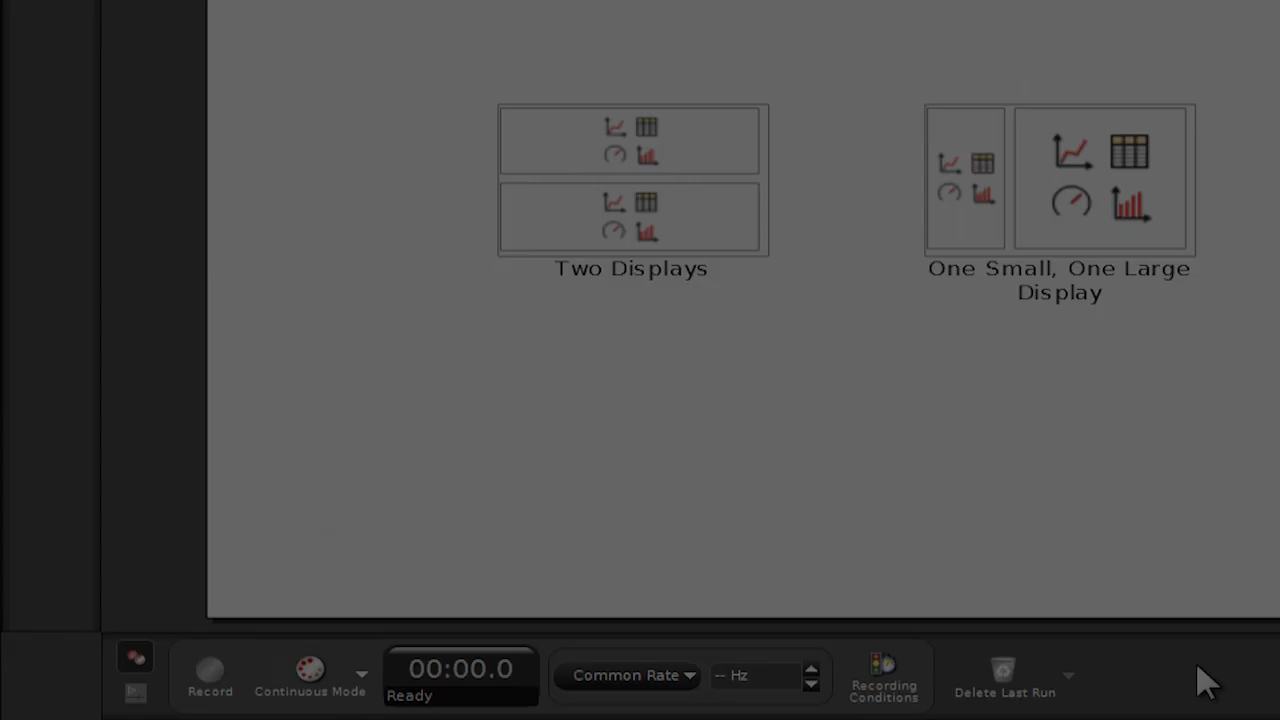 Two Displays
One Small, One Large
Display
Record
Continuous Mode
00:00.0
Ready
Common Rate
-- Hz
Recording
Conditions
Delete Last Run